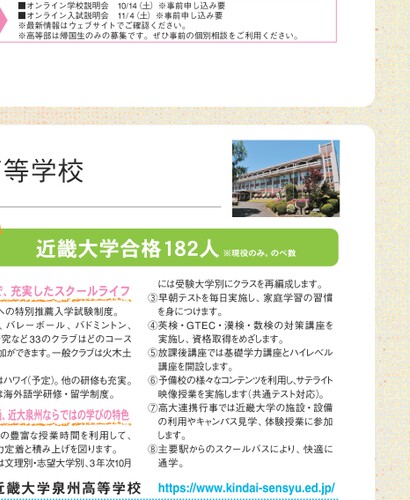 ■オンライン学校説明会　10/14（土）※事前申し込み要
■オンライン入試説明会　11/4（土）※事前申し込み要
※最新情報はウェブサイトでご確認ください。
※高等部は帰国生のみの募集です。ぜひ事前の個別相談をご利用ください。
等学校
近畿大学合格182人 ※現役のみ、のべ数
、充実したスクールライフ
への特別推薦入学試験制度。
、バレーボール、バドミントン、
究など33のクラブはどのコース
加ができます。一般クラブは火木土
はハワイ（予定）。他の研修も充実。
は海外語学研修・留学制度。
、近大泉州ならではの学びの特色
の豊富な授業時間を利用して、
力定着と積み上げを図ります。
は文理別・志望大学別、3年次10月
には受験大学別にクラスを再編成します。
③早朝テストを毎日実施し、家庭学習の習慣
を身につけます。
④英検・GTEC・漢検・数検の対策講座を
実施し、資格取得をめざします。
⑤放課後講座では基礎学力講座とハイレベル
講座を開設します。
⑥予備校の様々なコンテンツを利用し、サテライト
映像授業を実施します（共通テスト対応）。
⑦高大連携行事では近畿大学の施設・設備
の利用やキャンパス見学、体験授業に参加
します。
⑧主要駅からのスクールバスにより、快適に
通学。
近畿大学泉州高等学校　https://www.kindai-sensyu.ed.jp/